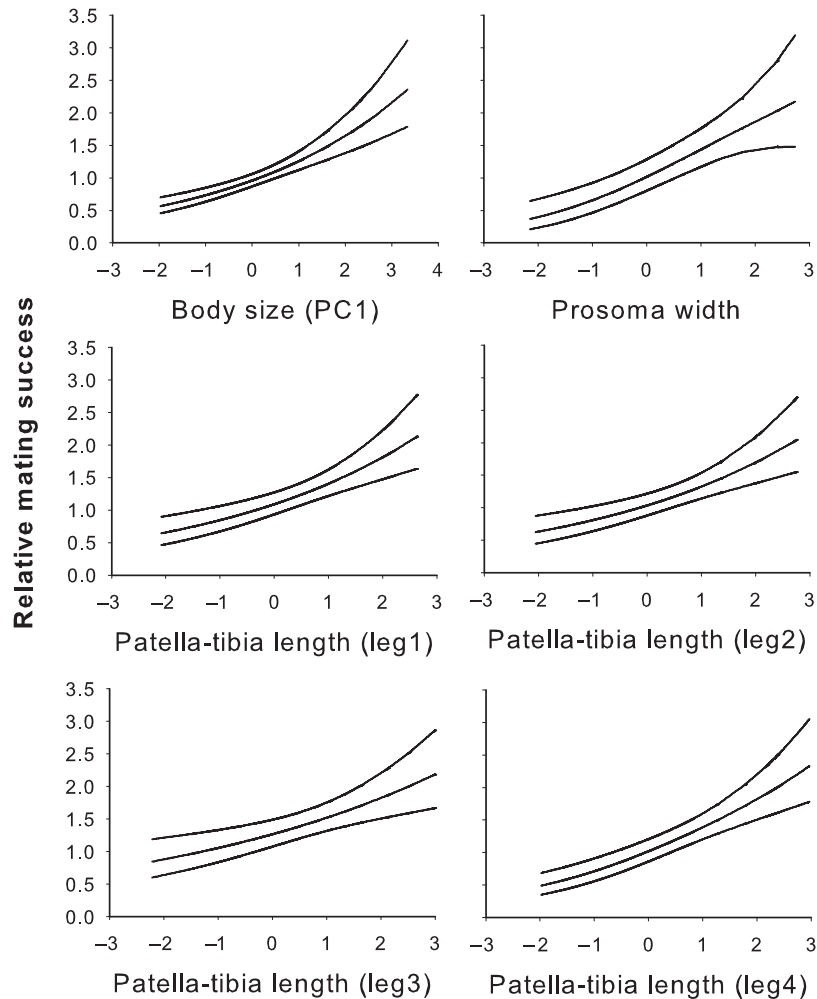 Relative mating success
3.5
3.0
2.5
2.0
1.5
1.0
0.5
0.0
–3 –2 –1 0 1 2 3 4
Body size (PC1)
–3 –2 –1 0 1 2 3
Prosoma width
3.5
3.0
2.5
2.0
1.5
1.0
0.5
0.0
–3 –2 –1 0 1 2 3
Patella-tibia length (leg1)
–3 –2 –1 0 1 2 3
Patella-tibia length (leg2)
3.5
3.0
2.5
2.0
1.5
1.0
0.5
0.0
–3 –2 –1 0 1 2 3
Patella-tibia length (leg3)
–3 –2 –1 0 1 2 3
Patella-tibia length (leg4)